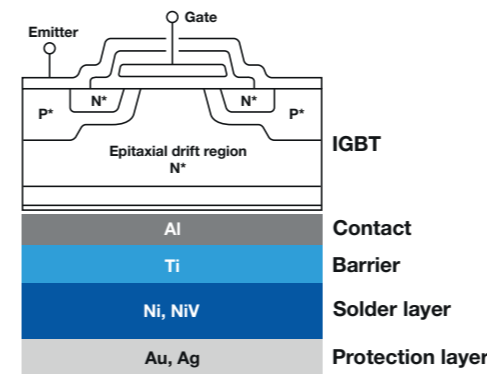 Gate
Emitter
N* N*
P* P*
Epitaxial drift region
N*
IGBT
Al Contact
Ti Barrier
Ni, NiV Solder layer
Au, Ag Protection layer